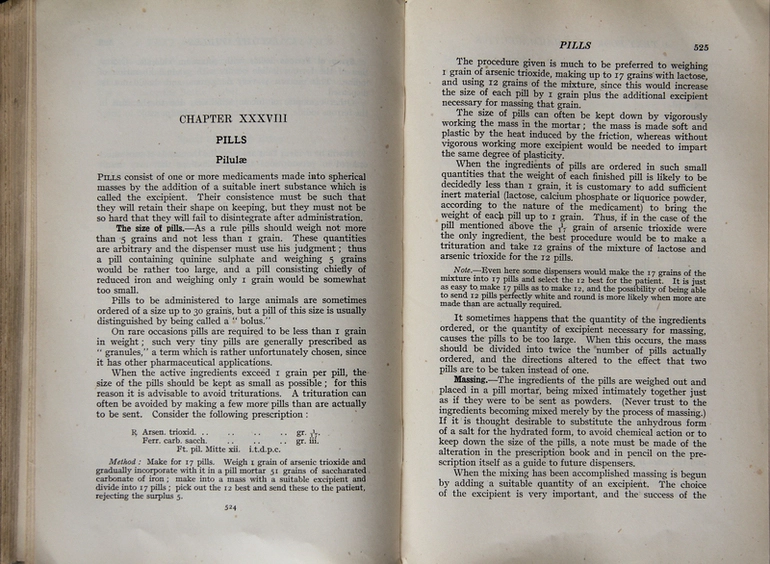 CHAPTER XXXVIII
PILLS
Pilulæ
PILLS consist of one or more medicaments made into spherical
masses by the addition of a suitable inert substance which is
called the excipient. Their consistence must be such that
they will retain their shape on keeping, but they must not be
so hard that they will fail to disintegrate after administration.
The size of pills.—As a rule pills should weigh not more
than 5 grains and not less than 1 grain. These quantities
are arbitrary and the dispenser must use his judgment; thus
a pill containing quinine sulphate and weighing 5 grains
would be rather too large, and a pill consisting chiefly of
reduced iron and weighing only 1 grain would be somewhat
too small.
Pills to be administered to large animals are sometimes
ordered of a size up to 30 grains, but a pill of this size is usually
distinguished by being called a “ bolus.”
On rare occasions pills are required to be less than 1 grain
in weight; such very tiny pills are generally prescribed as
“ granules,” a term which is rather unfortunately chosen, since
it has other pharmaceutical applications.
When the active ingredients exceed 1 grain per pill, the
size of the pills should be kept as small as possible; for this
reason it is advisable to avoid triturations. A trituration can
often be avoided by making a few more pills than are actually
to be sent. Consider the following prescription :
℞ Arsen. trioxid. . . . . . . . . gr. 1/17.
Ferr. carb. sacch. . . . . . . gr. iii.
Ft. pil. Mitte xii. i.t.d.p.c.
Method : Make for 17 pills. Weigh 1 grain of arsenic trioxide and
gradually incorporate with it in a pill mortar 51 grains of saccharated
carbonate of iron; make into a mass with a suitable excipient and
divide into 17 pills; pick out the 12 best and send these to the patient,
rejecting the surplus 5.
524
PILLS 525
The procedure given is much to be preferred to weighing
1 grain of arsenic trioxide, making up to 17 grains with lactose,
and using 12 grains of the mixture, since this would increase
the size of each pill by 1 grain plus the additional excipient
necessary for massing that grain.
The size of pills can often be kept down by vigorously
working the mass in the mortar; the mass is made soft and
plastic by the heat induced by the friction, whereas without
vigorous working more excipient would be needed to impart
the same degree of plasticity.
When the ingredients of pills are ordered in such small
quantities that the weight of each finished pill is likely to be
decidedly less than 1 grain, it is customary to add sufficient
inert material (lactose, calcium phosphate or liquorice powder,
according to the nature of the medicament) to bring the
weight of each pill up to 1 grain. Thus, if in the case of the
pill mentioned above the 1/17 grain of arsenic trioxide were
the only ingredient, the best procedure would be to make a
trituration and take 12 grains of the mixture of lactose and
arsenic trioxide for the 12 pills.
Note.—Even here some dispensers would make the 17 grains of the
mixture into 17 pills and select the 12 best for the patient. It is just
as easy to make 17 pills as to make 12, and the possibility of being able
to send 12 pills perfectly white and round is more likely when more are
made than are actually required.
It sometimes happens that the quantity of the ingredients
ordered, or the quantity of excipient necessary for massing,
causes the pills to be too large. When this occurs, the mass
should be divided into twice the number of pills actually
ordered, and the directions altered to the effect that two
pills are to be taken instead of one.
Massing.—The ingredients of the pills are weighed out and
placed in a pill mortar, being mixed intimately together just
as if they were to be sent as powders. (Never trust to the
ingredients becoming mixed merely by the process of massing.)
If it is thought desirable to substitute the anhydrous form
of a salt for the hydrated form, to avoid chemical action or to
keep down the size of the pills, a note must be made of the
alteration in the prescription book and in pencil on the pre-
scription itself as a guide to future dispensers.
When the mixing has been accomplished massing is begun
by adding a suitable quantity of an excipient. The choice
of the excipient is very important, and the success of the